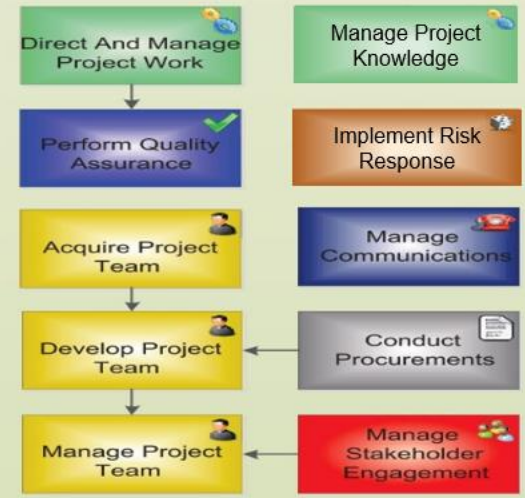 Direct And Manage
Project Work
Manage Project
Knowledge
Perform Quality
Assurance
Implement Risk
Response
Acquire Project
Team
Manage
Communications
Develop Project
Team
Conduct
Procurements
Manage Project
Team
Manage
Stakeholder
Engagement